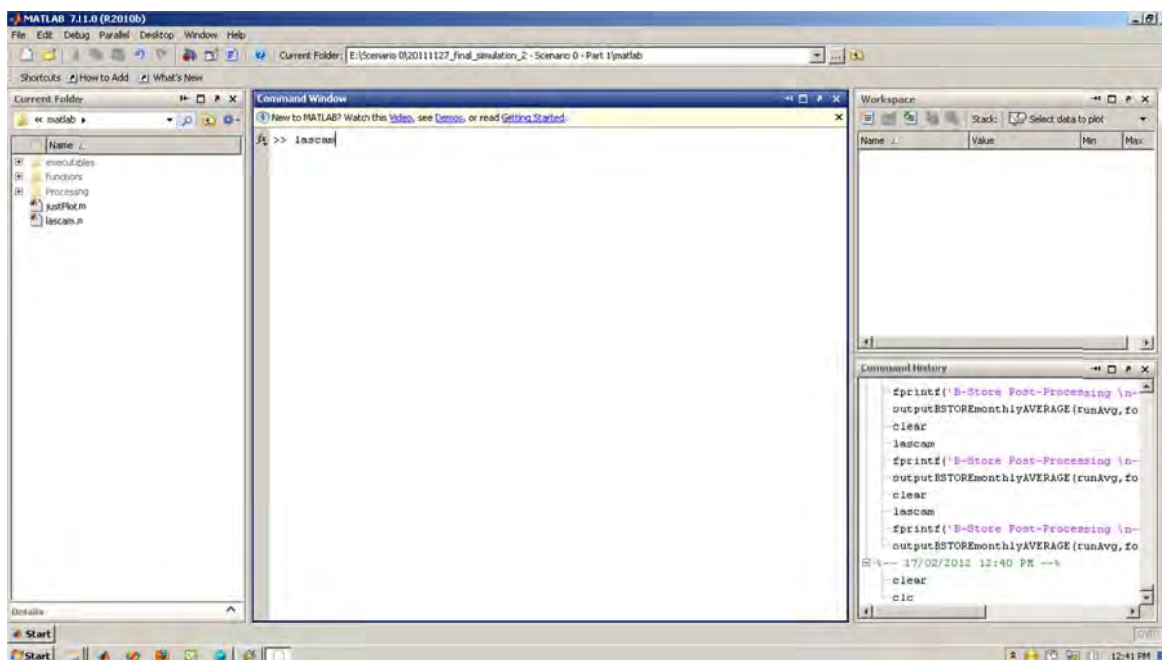 MATLAB 7.11.0 (R2010b)
File Edit Debug Parallel Desktop Window Help
Current Folder: E:\Scenario 0\20111127_final_simulation_2 - Scenario 0 - Part 1\matlab
Shortcuts How to Add What's New
Current Folder
« matlab
Name
executables
Functions
Processing
justPlot.m
lascam.m
Details
Command Window
New to MATLAB? Watch this Video, see Demos, or read Getting Started.
fx >> lascam
Workspace
Stack: Select data to plot
Name Value Min Max
Command History
fprintf('B-Store Post-Processing \n-
outputBSTOREmonthlyAVERAGE(runAvg,fo
clear
lascam
fprintf('B-Store Post-Processing \n-
outputBSTOREmonthlyAVERAGE(runAvg,fo
clear
lascam
fprintf('B-Store Post-Processing \n-
outputBSTOREmonthlyAVERAGE(runAvg,fo
%-- 17/02/2012 12:40 PM --%
clear
clc
Start
OVR
Start
12:41 PM